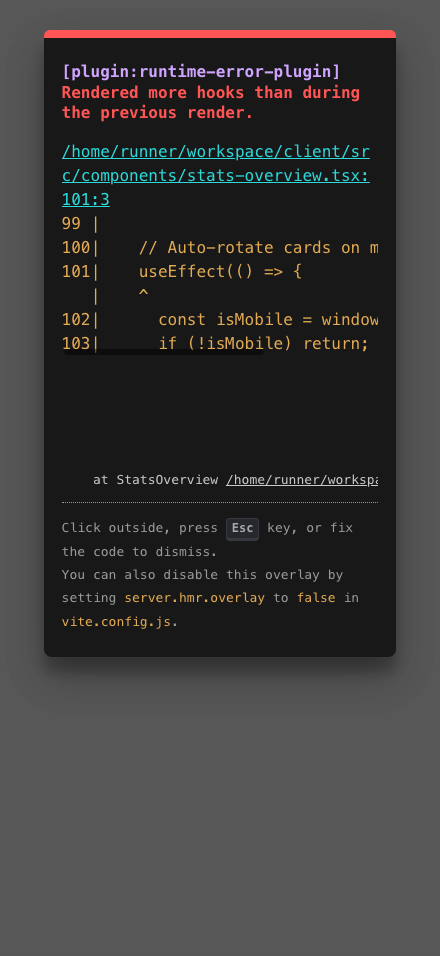 [plugin:runtime-error-plugin]
Rendered more hooks than during
the previous render.
/home/runner/workspace/client/sr
c/components/stats-overview.tsx:
101:3
99 |
100|    // Auto-rotate cards on m
101|    useEffect(() => {
   |    ^
102|      const isMobile = window
103|      if (!isMobile) return;
at StatsOverview /home/runner/workspa
Click outside, press Esc key, or fix
the code to dismiss.
You can also disable this overlay by
setting server.hmr.overlay to false in
vite.config.js.